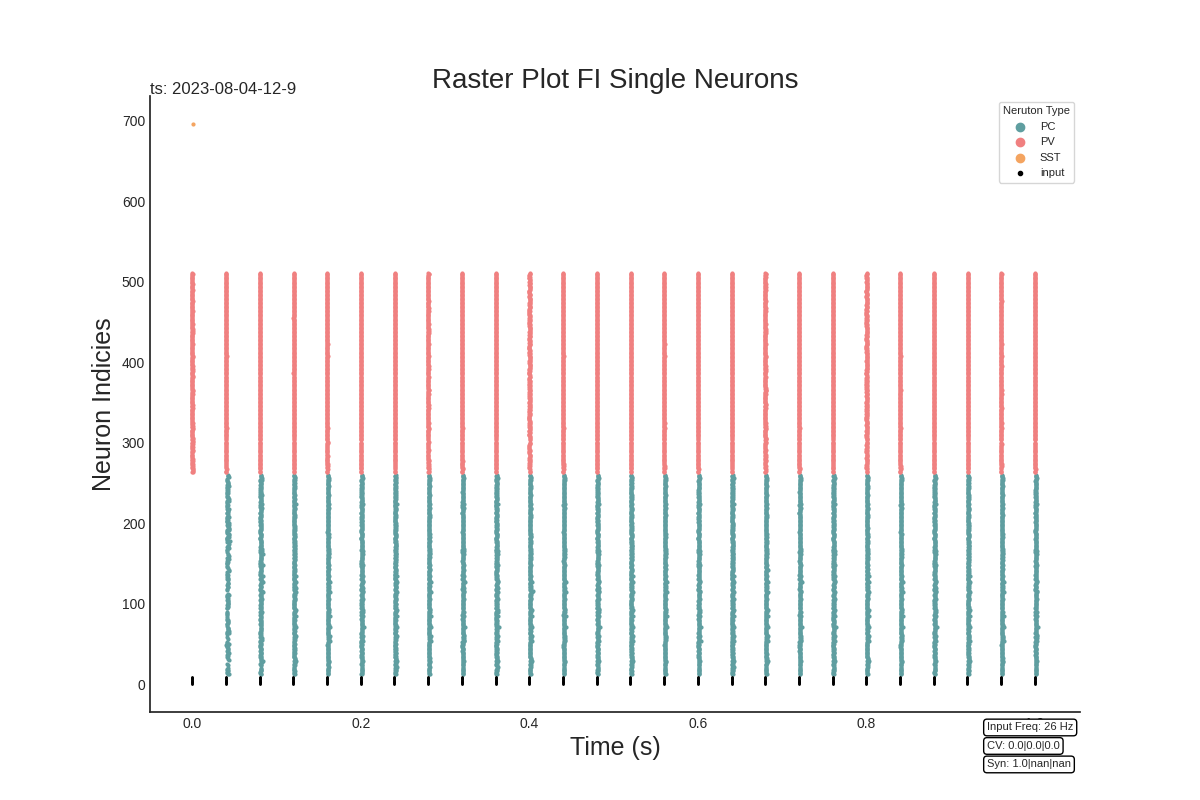 Raster Plot FI Single Neurons
ts: 2023-08-04-12-9
Neruton Type
PC
PV
SST
input
700
600
500
400
300
200
100
0
Neuron Indicies
0.0 0.2 0.4 0.6 0.8
Time (s)
Input Freq: 26 Hz
CV: 0.0|0.0|0.0
Syn: 1.0|nan|nan